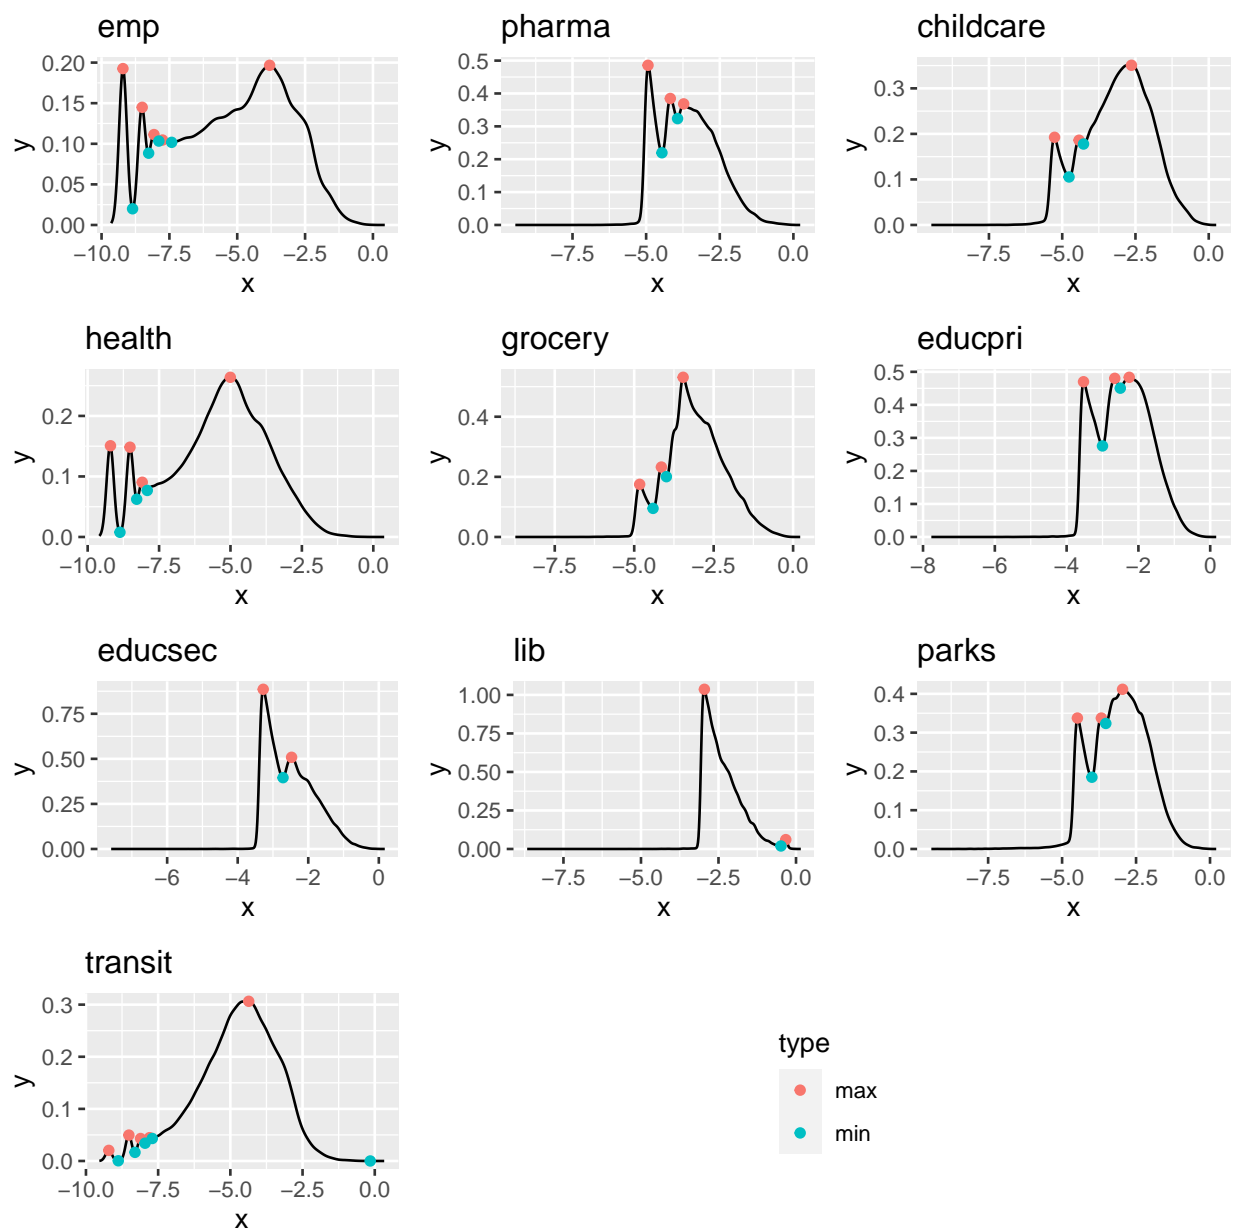 emp
pharma
childcare
0.20
0.15
0.10
0.05
0.00
y
−10.0 −7.5 −5.0 −2.5 0.0
x
0.5
0.4
0.3
0.2
0.1
0.0
y
−7.5 −5.0 −2.5 0.0
x
0.3
0.2
0.1
0.0
y
−7.5 −5.0 −2.5 0.0
x
health
grocery
educpri
0.2
0.1
0.0
y
−10.0 −7.5 −5.0 −2.5 0.0
x
0.4
0.2
0.0
y
−7.5 −5.0 −2.5 0.0
x
0.5
0.4
0.3
0.2
0.1
0.0
y
−8 −6 −4 −2 0
x
educsec
lib
parks
0.75
0.50
0.25
0.00
y
−6 −4 −2 0
x
1.00
0.75
0.50
0.25
0.00
y
−7.5 −5.0 −2.5 0.0
x
0.4
0.3
0.2
0.1
0.0
y
−7.5 −5.0 −2.5 0.0
x
transit
0.3
0.2
0.1
0.0
y
−10.0 −7.5 −5.0 −2.5 0.0
x
type
max
min